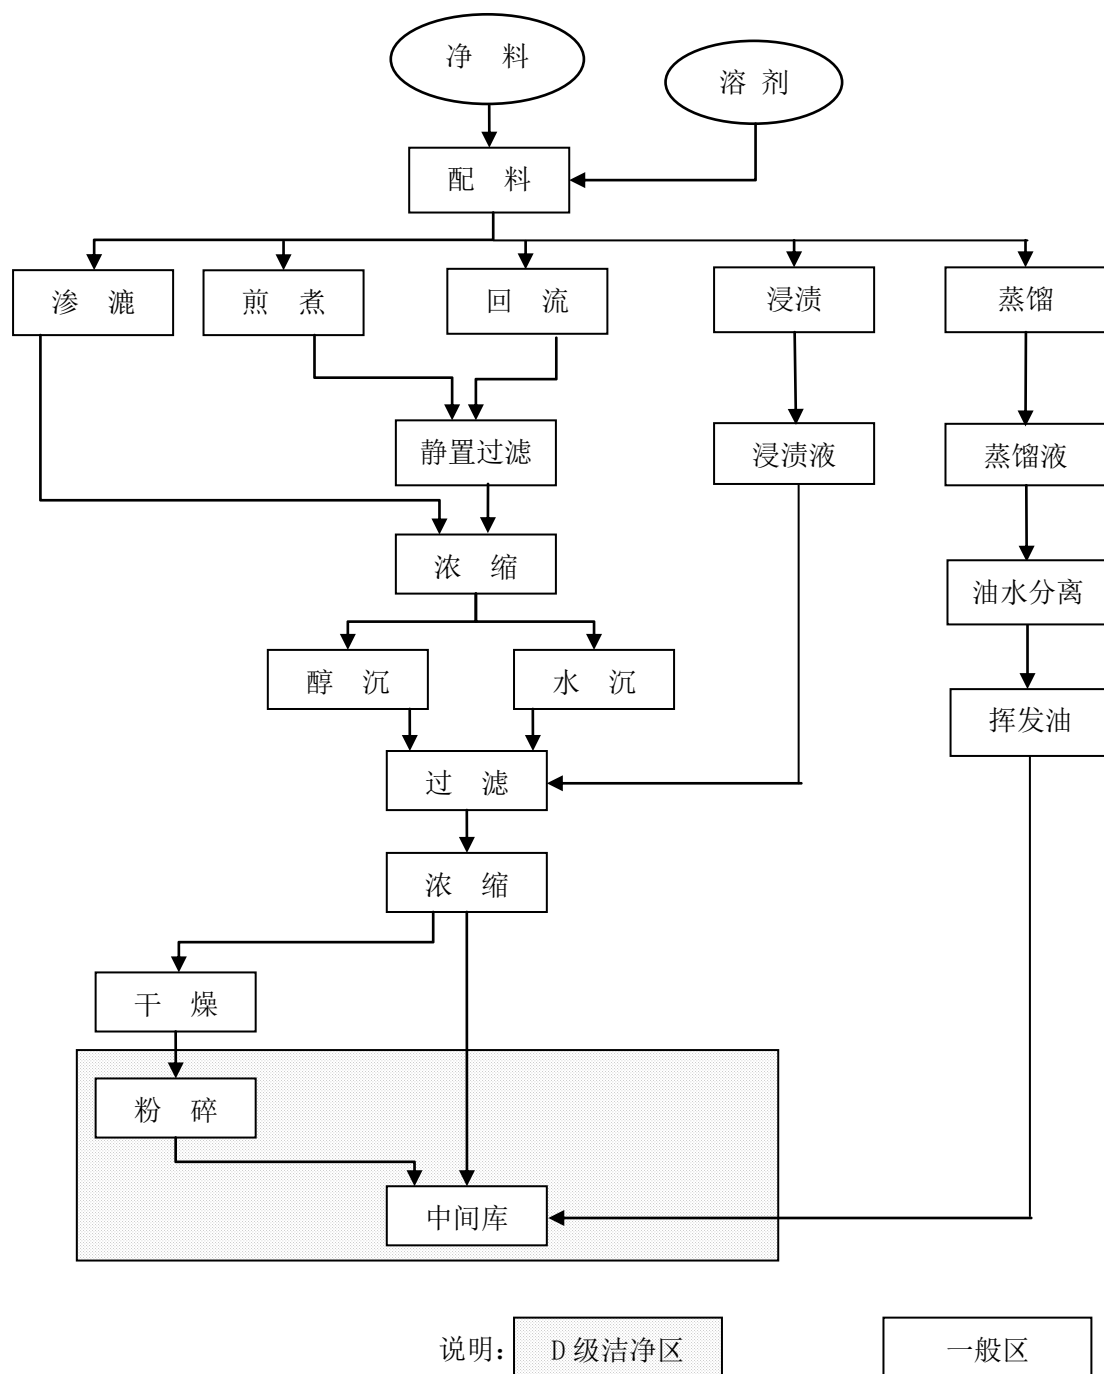 净 料
溶 剂
配 料
渗 漉
煎 煮
回 流
浸渍
蒸馏
静置过滤
浸渍液
蒸馏液
浓 缩
油水分离
醇 沉
水 沉
挥发油
过 滤
浓 缩
干 燥
粉 碎
中间库
说明：
D 级洁净区
一般区